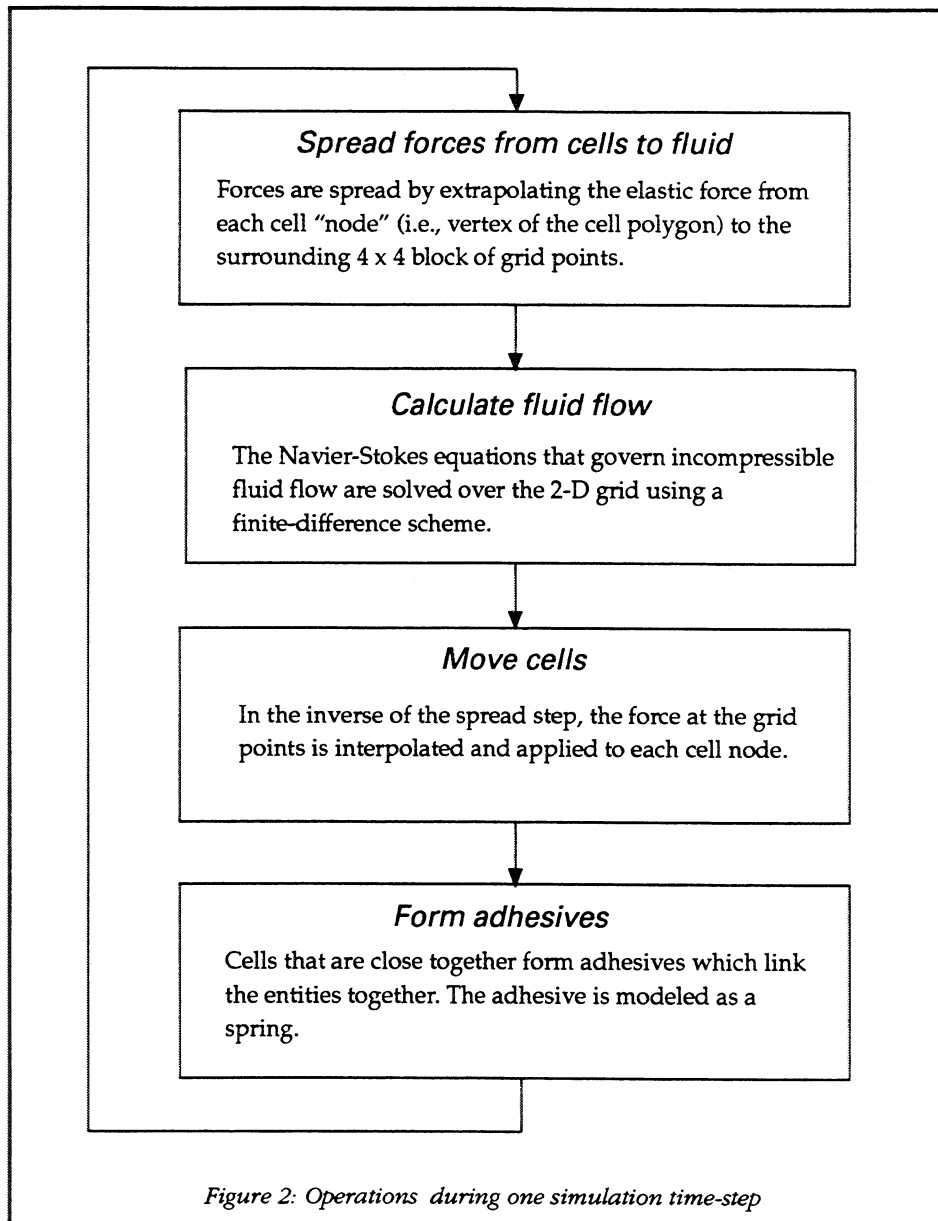 Spread forces from cells to fluid
Forces are spread by extrapolating the elastic force from
each cell “node” (i.e., vertex of the cell polygon) to the
surrounding 4 x 4 block of grid points.
Calculate fluid flow
The Navier-Stokes equations that govern incompressible
fluid flow are solved over the 2-D grid using a
finite-difference scheme.
Move cells
In the inverse of the spread step, the force at the grid
points is interpolated and applied to each cell node.
Form adhesives
Cells that are close together form adhesives which link
the entities together. The adhesive is modeled as a
spring.
Figure 2: Operations during one simulation time-step